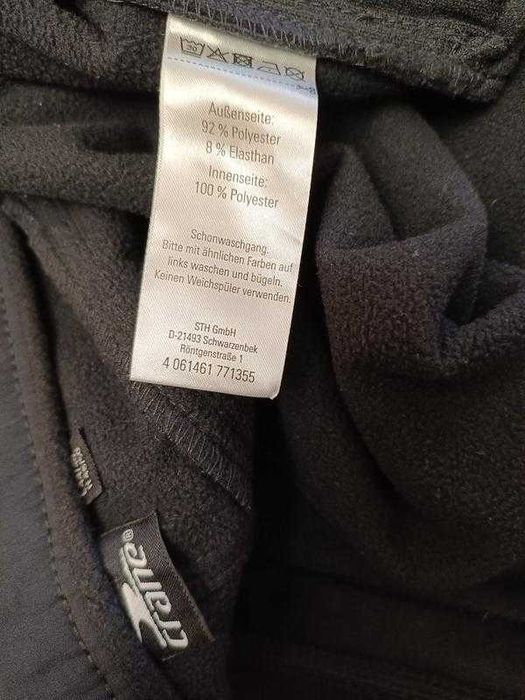 Außenseite:
92 % Polyester
8 % Elasthan
Innenseite:
100 % Polyester
Schonwaschgang.
Bitte mit ähnlichen Farben auf
links waschen und bügeln.
Keinen Weichspüler verwenden.
STH GmbH
D-21493 Schwarzenbek
Röntgenstraße 1
4 061461 771355
crane®